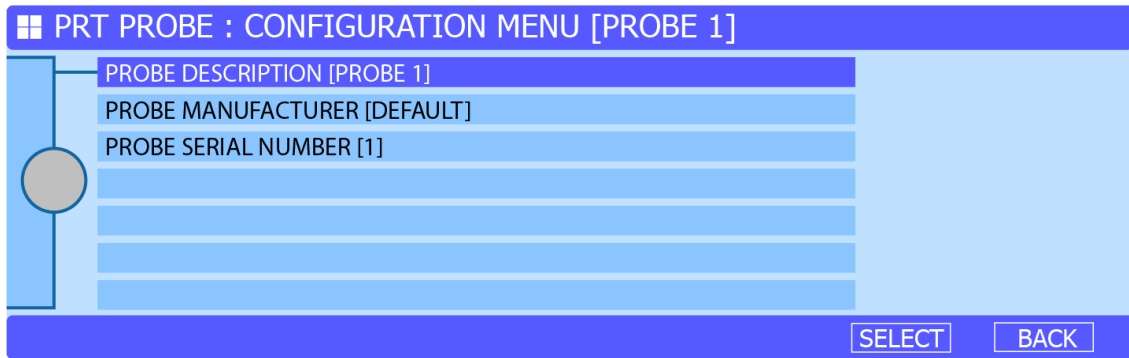 PRT PROBE : CONFIGURATION MENU [PROBE 1]
PROBE DESCRIPTION [PROBE 1]
PROBE MANUFACTURER [DEFAULT]
PROBE SERIAL NUMBER [1]
SELECT BACK